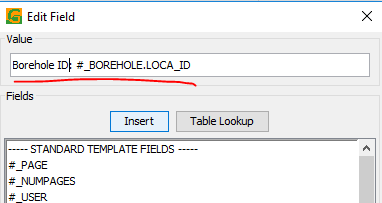 Edit Field
Value
Borehole ID: #_BOREHOLE.LOCA_ID
Fields
Insert Table Lookup
----- STANDARD TEMPLATE FIELDS -----
#_PAGE
#_NUMPAGES
#_USER